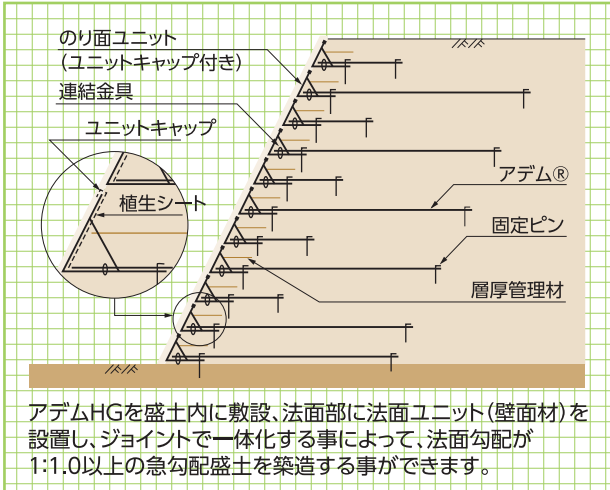 のり面ユニット
(ユニットキャップ付き)
連結金具
ユニットキャップ
植生シート
アデム®
固定ピン
層厚管理材
アデムHGを盛土内に敷設、法面部に法面ユニット(壁面材)を
設置し、ジョイントで一体化する事によって、法面勾配が
1:1.0以上の急勾配盛土を築造する事ができます。